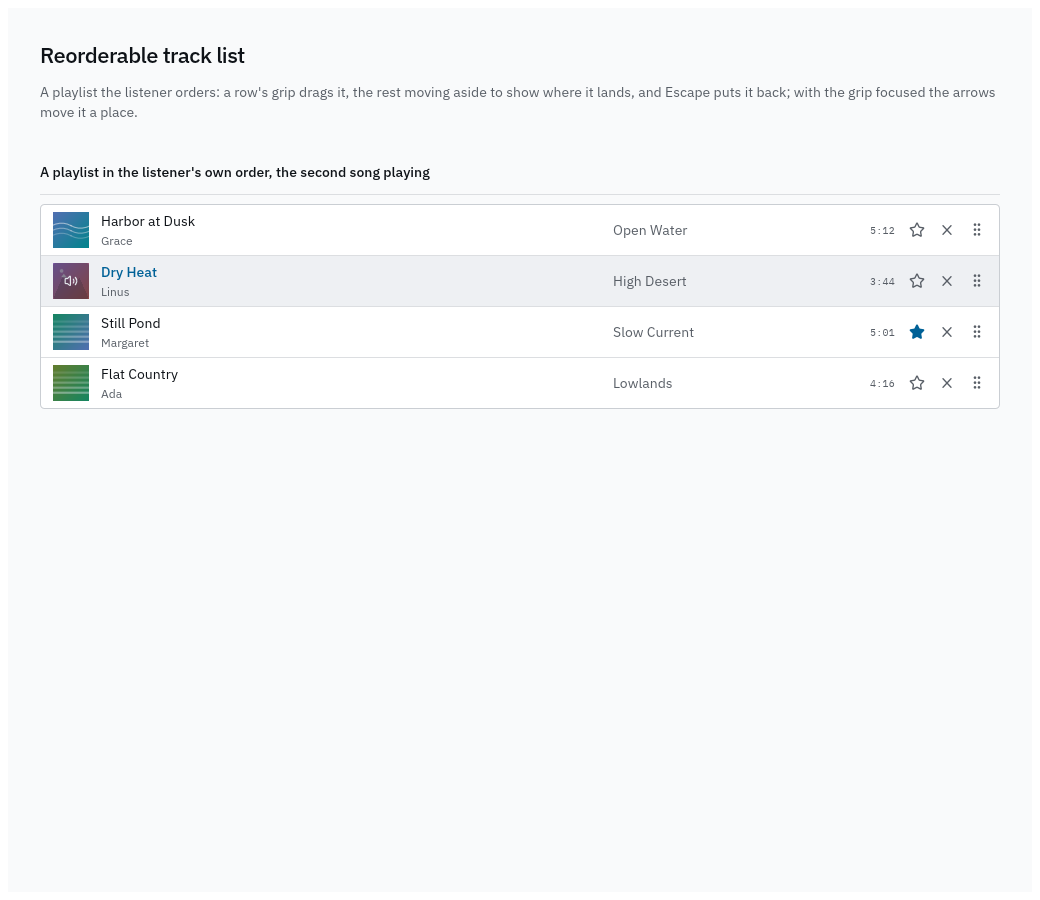 Reorderable track list
A playlist the listener orders: a row's grip drags it, the rest moving aside to show where it lands, and Escape puts it back; with the grip focused the arrows
move it a place.
A playlist in the listener's own order, the second song playing
Harbor at Dusk
Grace
Open Water
5:12
Dry Heat
Linus
High Desert
3:44
Still Pond
Margaret
Slow Current
5:01
Flat Country
Ada
Lowlands
4:16